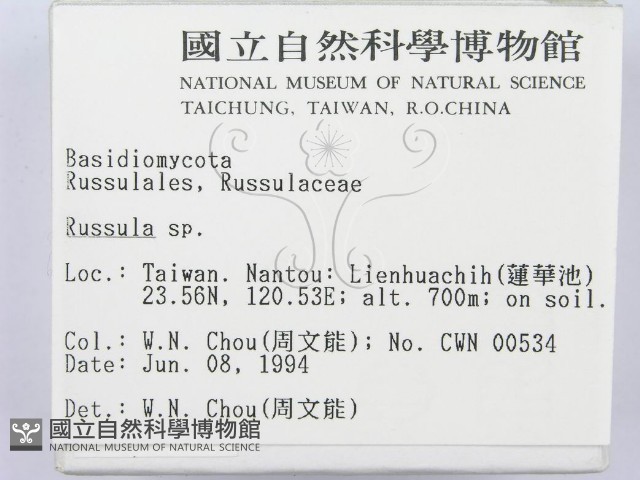 國立自然科學博物館
NATIONAL MUSEUM OF NATURAL SCIENCE
TAICHUNG, TAIWAN, R.O.CHINA
Basidiomycota
Russulales, Russulaceae
Russula sp.
Loc.: Taiwan. Nantou: Lienhuachih(蓮華池)
23.56N, 120.53E; alt. 700m; on soil.
Col.: W.N. Chou(周文能); No. CWN 00534
Date: Jun. 08, 1994
Det.: W.N. Chou(周文能)
國立自然科學博物館
NATIONAL MUSEUM OF NATURAL SCIENCE